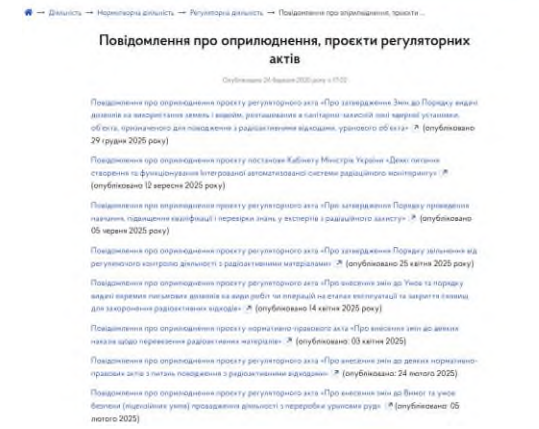 Діяльність → Нормотворча діяльність → Регуляторна діяльність → Повідомлення про оприлюднення, проєкти ...
Повідомлення про оприлюднення, проєкти регуляторних
актів
Опубліковано 24 березня 2020 року о 17:02
Повідомлення про оприлюднення проєкту регуляторного акта «Про затвердження Змін до Порядку видачі
дозволів на використання земель і водойм, розташованих в санітарно-захисній зоні ядерної установки,
об'єкта, призначеного для поводження з радіоактивними відходами, уранового об'єкта» (опубліковано
29 грудня 2025 року)
Повідомлення про оприлюднення проєкту постанови Кабінету Міністрів України «Деякі питання
створення та функціонування Інтегрованої автоматизованої системи радіаційного моніторингу»
(опубліковано 12 вересня 2025 року)
Повідомлення про оприлюднення проєкту регуляторного акта «Про затвердження Порядку проведення
навчання, підвищення кваліфікації і перевірки знань у експертів з радіаційного захисту» (опубліковано
05 червня 2025 року)
Повідомлення про оприлюднення проєкту регуляторного акта «Про затвердження Порядку звільнення від
регулюючого контролю діяльності з радіоактивними матеріалами» (опубліковано 25 квітня 2025 року)
Повідомлення про оприлюднення проєкту регуляторного акта «Про внесення змін до Умов та порядку
видачі окремих письмових дозволів на види робіт чи операцій на етапах експлуатації та закриття сховищ
для захоронення радіоактивних відходів» (опубліковано 14 квітня 2025 року)
Повідомлення про оприлюднення проєкту нормативно-правового акта «Про внесення змін до деяких
наказів щодо перевезення радіоактивних матеріалів» (опубліковано: 03 квітня 2025)
Повідомлення про оприлюднення проєкту регуляторного акта «Про внесення змін до деяких нормативно-
правових актів з питань поводження з радіоактивними відходами» (опубліковано: 24 лютого 2025)
Повідомлення про оприлюднення проєкту регуляторного акта «Про внесення змін до Вимог та умов
безпеки (ліцензійних умов) провадження діяльності з переробки уранових руд» (опубліковано: 05
лютого 2025)